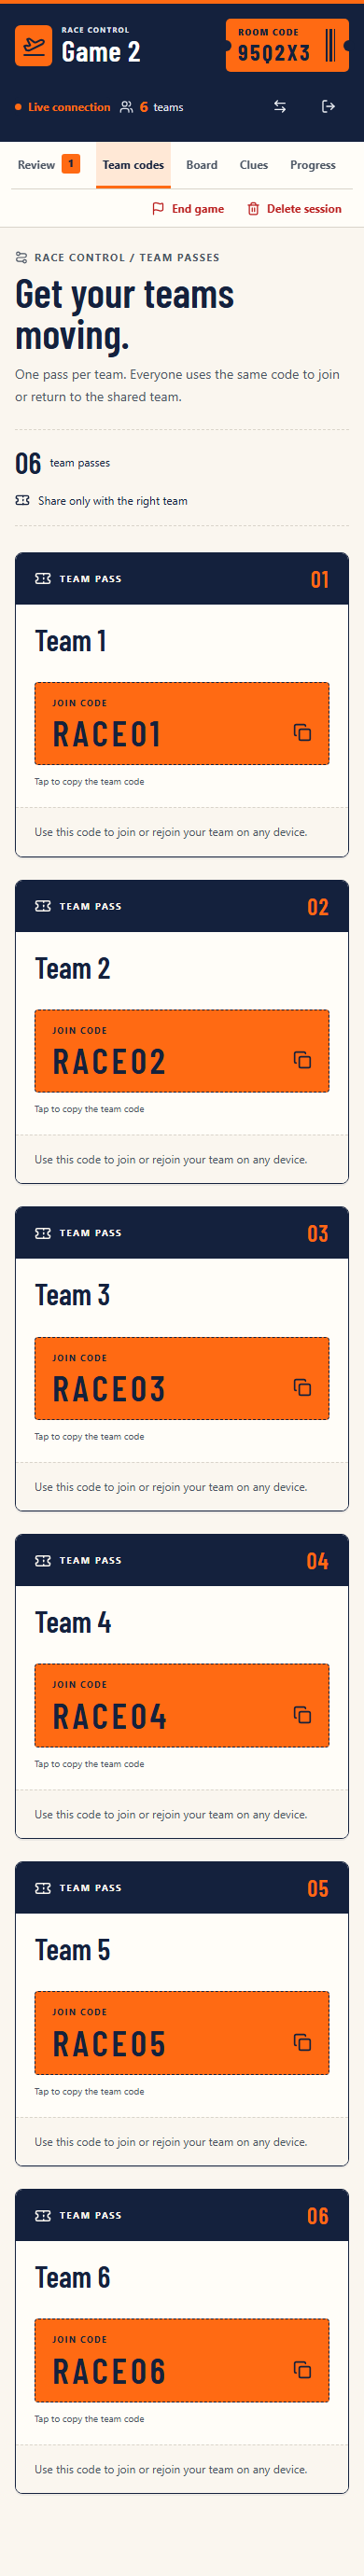 RACE CONTROL
Game 2
ROOM CODE
95Q2X3
Live connection 6 teams
Review 1 Team codes Board Clues Progress
End game Delete session
RACE CONTROL / TEAM PASSES
Get your teams
moving.
One pass per team. Everyone uses the same code to join
or return to the shared team.
06 team passes
Share only with the right team
TEAM PASS 01
Team 1
JOIN CODE
RACE01
Tap to copy the team code
Use this code to join or rejoin your team on any device.
TEAM PASS 02
Team 2
JOIN CODE
RACE02
Tap to copy the team code
Use this code to join or rejoin your team on any device.
TEAM PASS 03
Team 3
JOIN CODE
RACE03
Tap to copy the team code
Use this code to join or rejoin your team on any device.
TEAM PASS 04
Team 4
JOIN CODE
RACE04
Tap to copy the team code
Use this code to join or rejoin your team on any device.
TEAM PASS 05
Team 5
JOIN CODE
RACE05
Tap to copy the team code
Use this code to join or rejoin your team on any device.
TEAM PASS 06
Team 6
JOIN CODE
RACE06
Tap to copy the team code
Use this code to join or rejoin your team on any device.